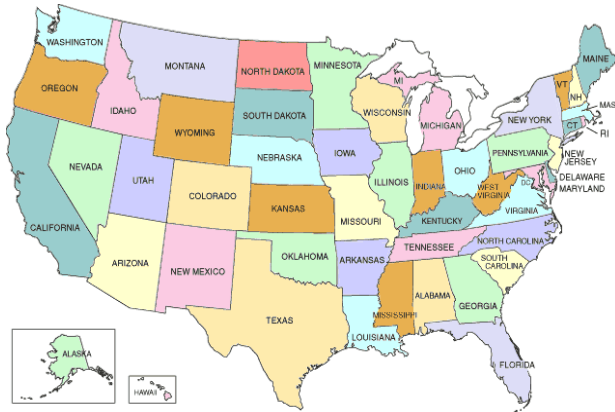 WASHINGTON
MONTANA
NORTH DAKOTA
MINNESOTA
MI
MAINE
VT
NH
OREGON
IDAHO
WYOMING
SOUTH DAKOTA
WISCONSIN
MICHIGAN
NEW YORK
MAS
CT
RI
NEVADA
UTAH
COLORADO
NEBRASKA
IOWA
ILLINOIS
INDIANA
OHIO
PENNSYLVANIA
NEW
JERSEY
DELAWARE
MARYLAND
DC
CALIFORNIA
KANSAS
MISSOURI
KENTUCKY
WEST
VIRGINIA
VIRGINIA
ARIZONA
NEW MEXICO
OKLAHOMA
ARKANSAS
TENNESSEE
NORTH CAROLINA
SOUTH
CAROLINA
TEXAS
LOUISIANA
MISSISSIPPI
ALABAMA
GEORGIA
FLORIDA
ALASKA
HAWAII